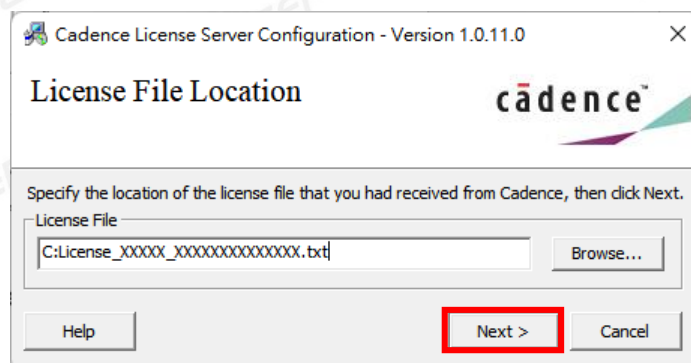 Cadence License Server Configuration - Version 1.0.11.0
License File Location
cādence™
Specify the location of the license file that you had received from Cadence, then click Next.
License File
C:License_XXXXX_XXXXXXXXXXXXXX.txt
Browse...
Help
Next >
Cancel